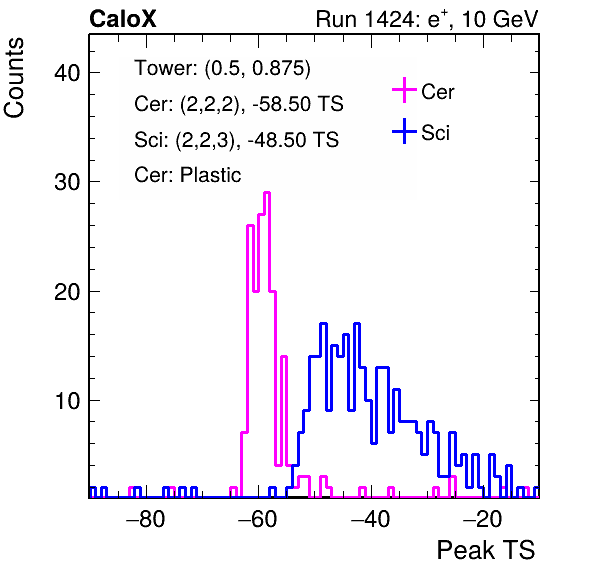 CaloX Run 1424: e+, 10 GeV
Counts
Tower: (0.5, 0.875)
Cer: (2,2,2), -58.50 TS
Sci: (2,2,3), -48.50 TS
Cer: Plastic
Cer
Sci
40
30
20
10
−80 −60 −40 −20
Peak TS